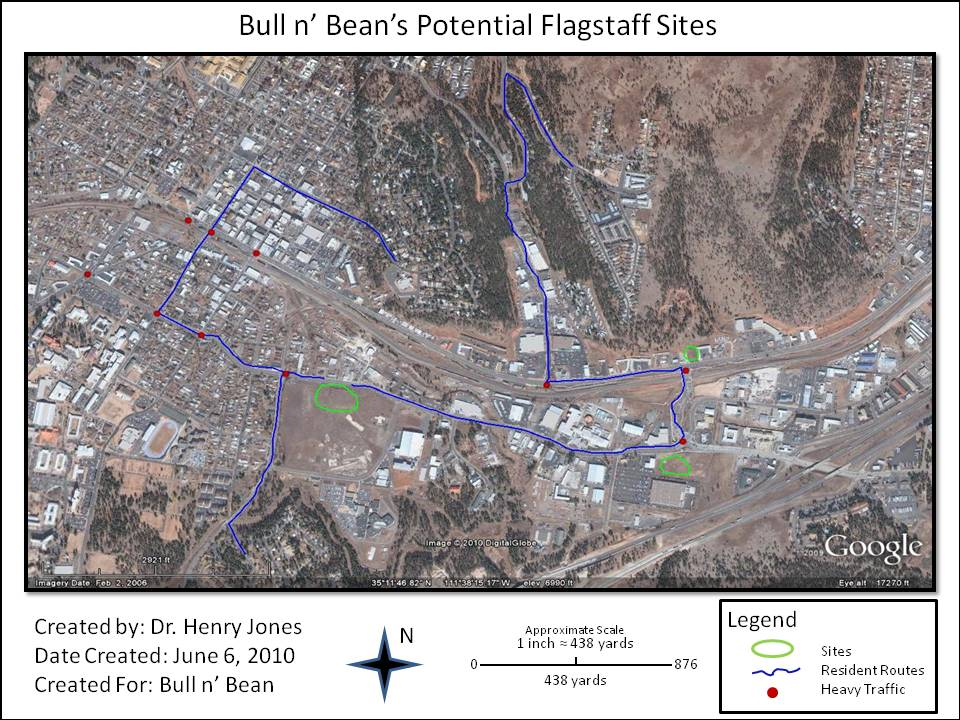 Bull n’ Bean’s Potential Flagstaff Sites
Image © 2010 DigitalGlobe
©2009 Google
2921 ft
Imagery Date: Feb 2, 2006
35°11'46.82" N 111°38'15.17" W elev 6990 ft
Eye alt 17270 ft
Created by: Dr. Henry Jones
Date Created: June 6, 2010
Created For: Bull n’ Bean
N
Approximate Scale
1 inch ≈ 438 yards
0 876
438 yards
Legend
Sites
Resident Routes
Heavy Traffic